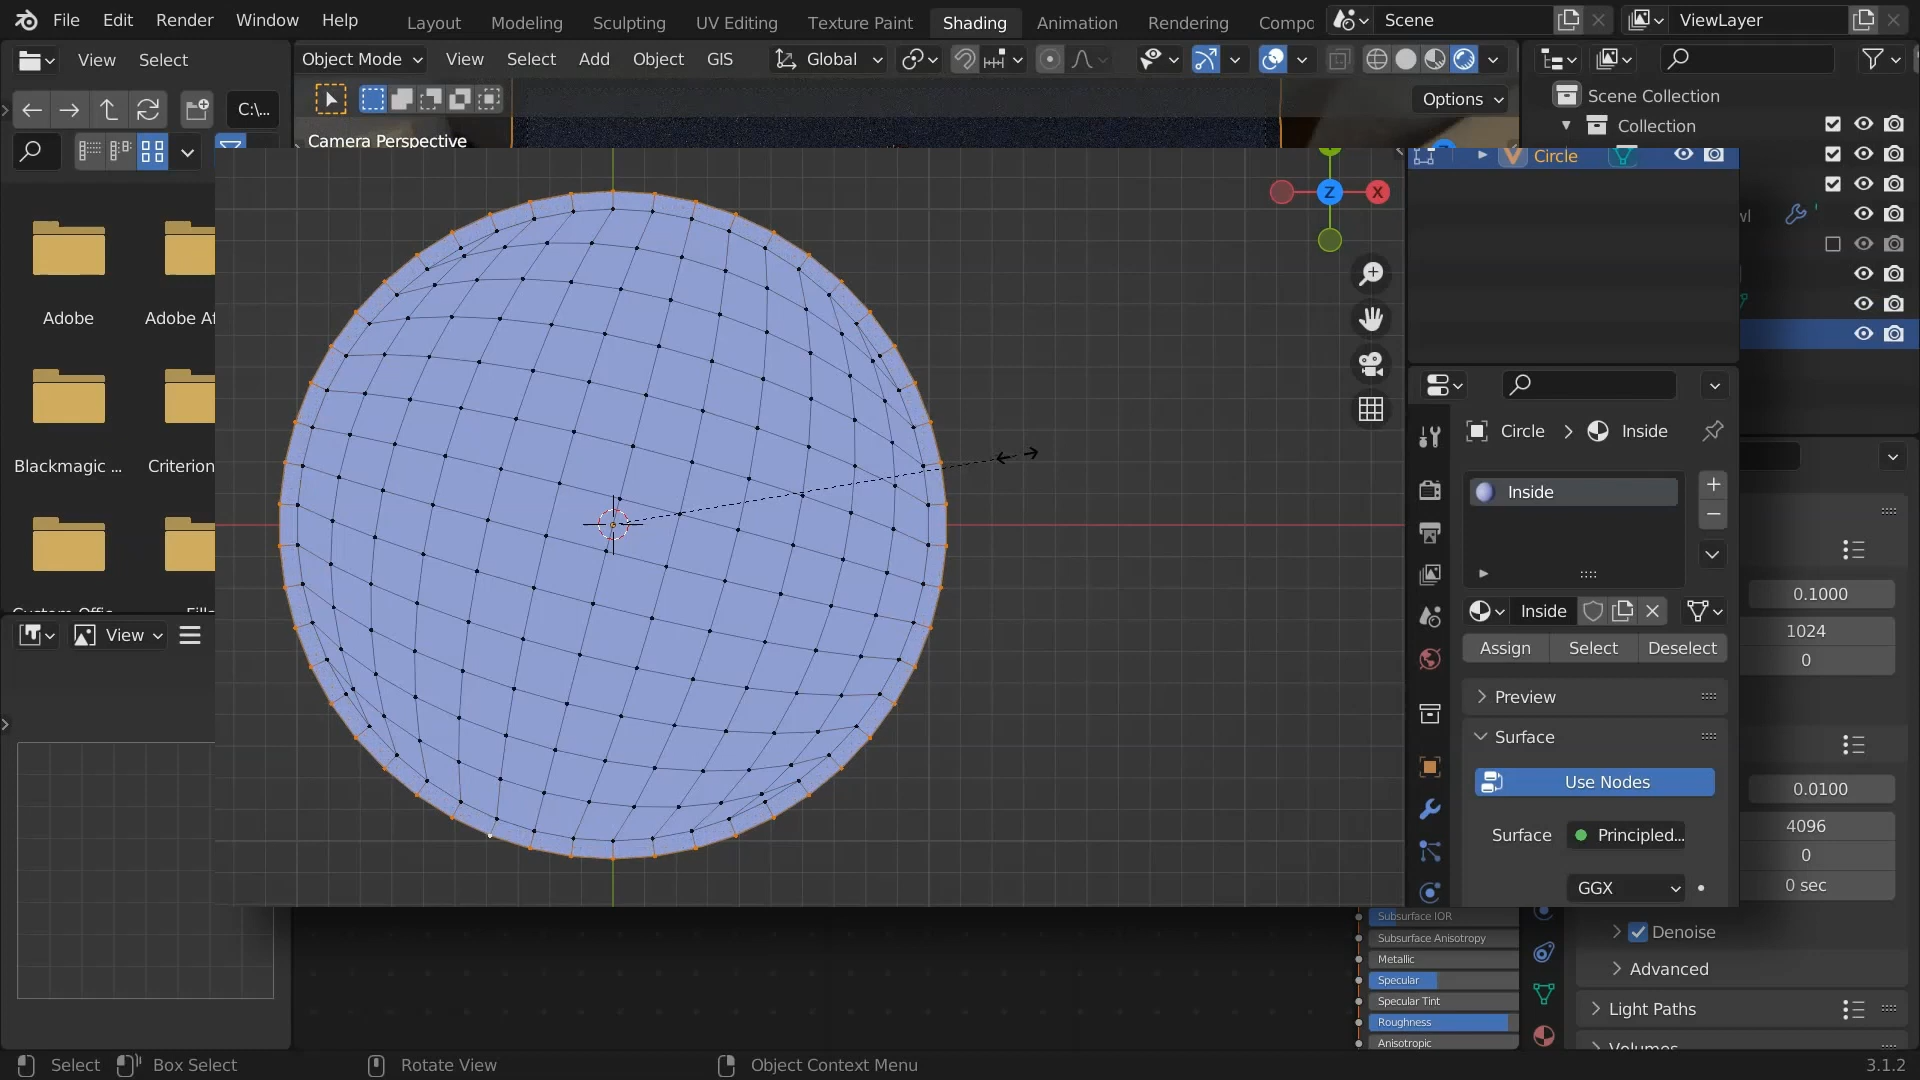 File Edit Render Window Help Layout Modeling Sculpting UV Editing Texture Paint Shading Animation Rendering Compo Scene ViewLayer
View Select Object Mode View Select Add Object GIS Global
C:\... Options Scene Collection
Camera Perspective Collection
Circle
Z X
Adobe Adobe Af
Circle > Inside
Blackmagic ... Criterion
Inside
0.1000
Inside 1024
View Assign Select Deselect 0
Preview
Surface
Use Nodes 0.0100
Surface Principled... 4096
0
GGX 0 sec
Subsurface IOR
Subsurface Anisotropy Denoise
Metallic Advanced
Specular
Specular Tint Light Paths
Roughness
Anisotropic
Select Box Select Rotate View Object Context Menu 3.1.2